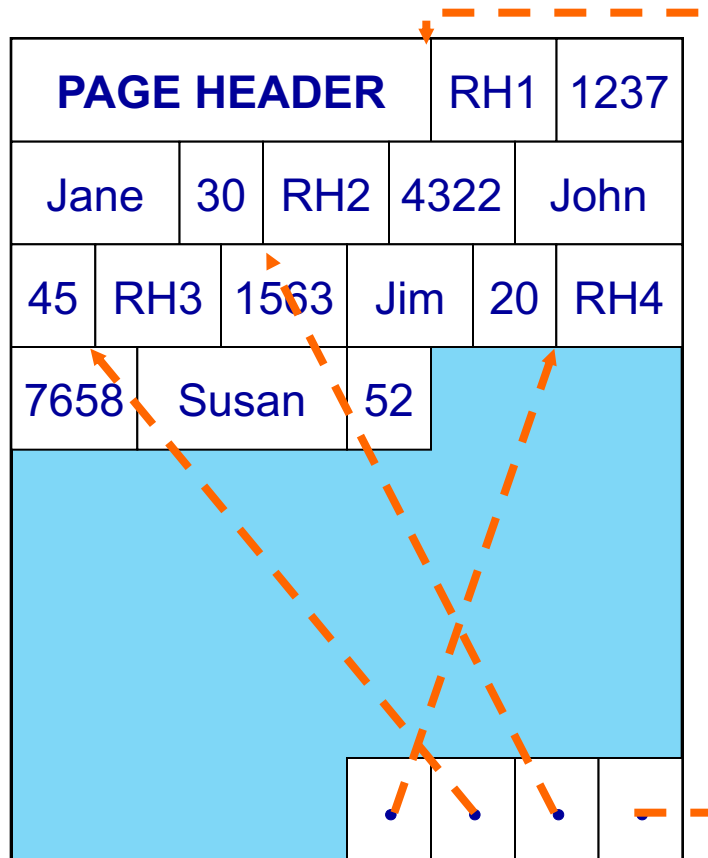 PAGE HEADER RH1 1237
Jane 30 RH2 4322 John
45 RH3 1563 Jim 20 RH4
7658 Susan 52